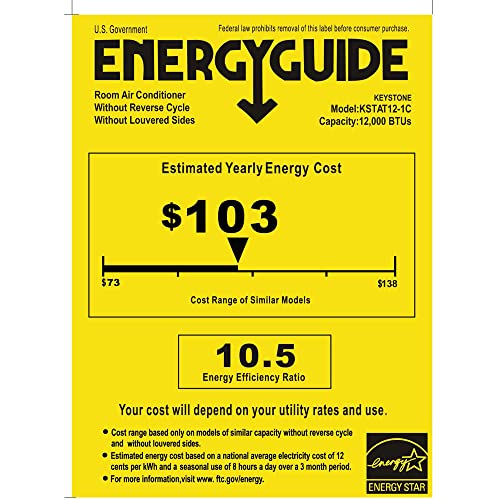 U.S. Government
Federal law prohibits removal of this label before consumer purchase.
ENERGYGUIDE
Room Air Conditioner
Without Reverse Cycle
Without Louvered Sides
KEYSTONE
Model:KSTAT12-1C
Capacity:12,000 BTUs
Estimated Yearly Energy Cost
$103
$73
$138
Cost Range of Similar Models
10.5
Energy Efficiency Ratio
Your cost will depend on your utility rates and use.
● Cost range based only on models of similar capacity without reverse cycle
and without louvered sides.
● Estimated energy cost based on a national average electricity cost of 12
cents per kWh and a seasonal use of 8 hours a day over a 3 month period.
● For more information,visit www. ftc.gov/energy.
energy
ENERGY STAR